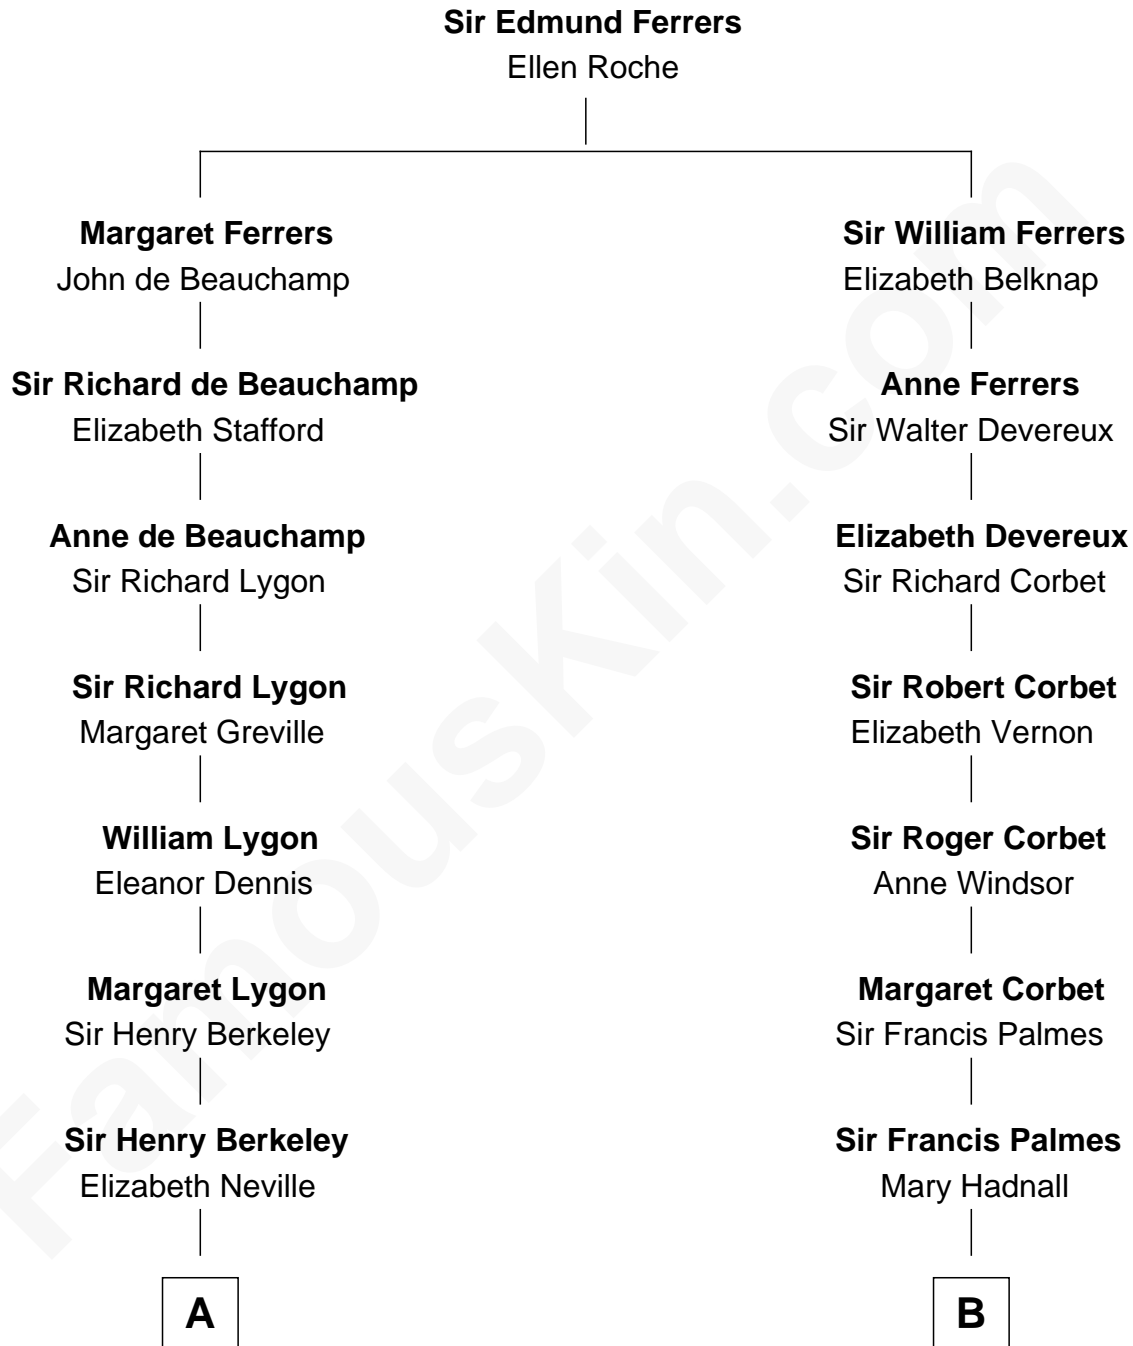 Sir Edmund Ferrers
Ellen Roche
Margaret Ferrers
John de Beauchamp
Sir William Ferrers
Elizabeth Belknap
Sir Richard de Beauchamp
Elizabeth Stafford
Anne Ferrers
Sir Walter Devereux
Anne de Beauchamp
Sir Richard Lygon
Elizabeth Devereux
Sir Richard Corbet
Sir Richard Lygon
Margaret Greville
Sir Robert Corbet
Elizabeth Vernon
William Lygon
Eleanor Dennis
Sir Roger Corbet
Anne Windsor
Margaret Lygon
Sir Henry Berkeley
Margaret Corbet
Sir Francis Palmes
Sir Henry Berkeley
Elizabeth Neville
Sir Francis Palmes
Mary Hadnall
A
B
FamousKin.com